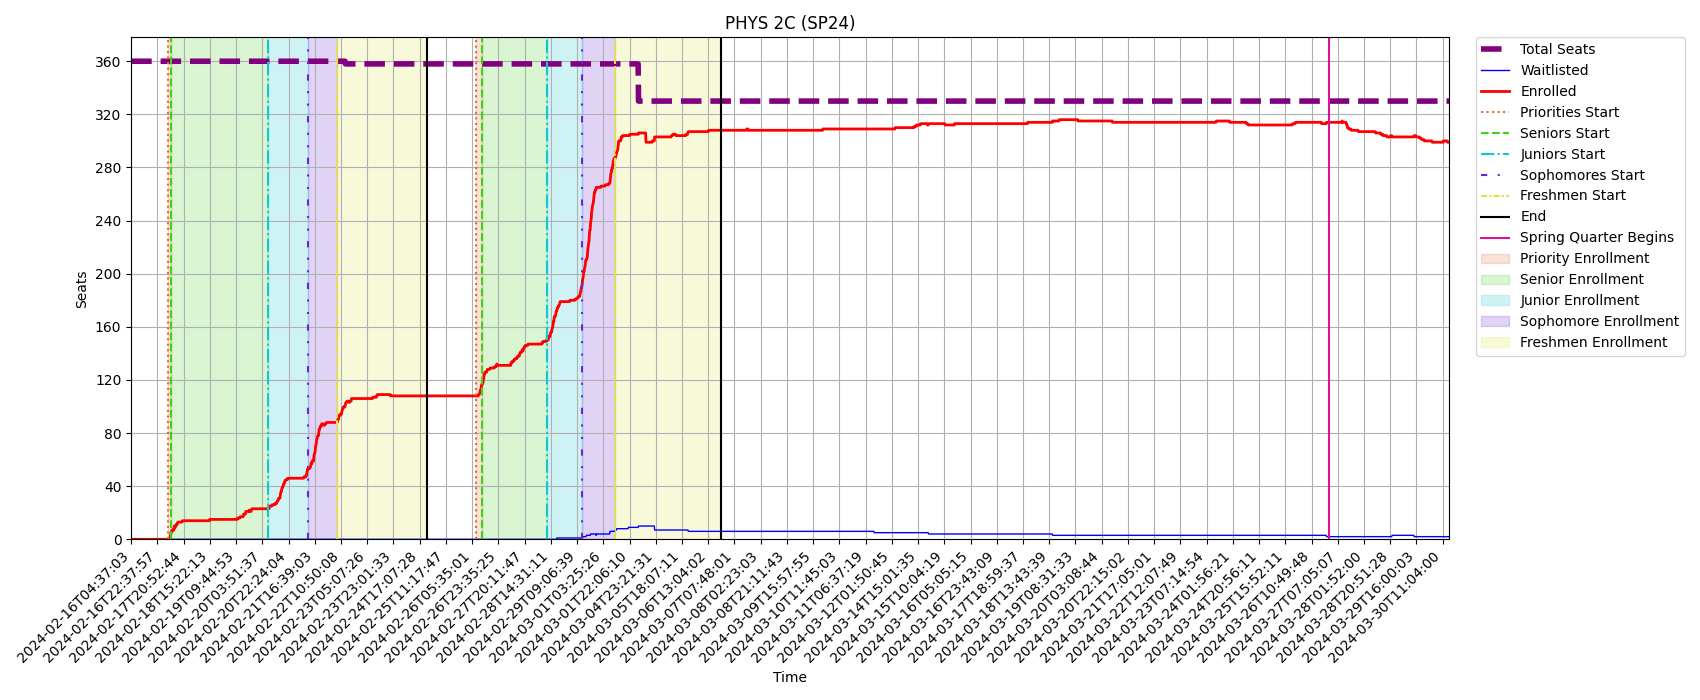 PHYS 2C (SP24)
Seats
360
320
280
240
200
160
120
80
40
0
2024-02-16T04:37:03
2024-02-16T22:37:57
2024-02-17T20:52:44
2024-02-18T15:22:13
2024-02-19T09:44:53
2024-02-20T03:51:37
2024-02-20T22:24:04
2024-02-21T16:39:03
2024-02-22T10:50:08
2024-02-23T05:07:26
2024-02-23T23:01:33
2024-02-24T17:07:28
2024-02-25T11:17:47
2024-02-26T05:35:01
2024-02-26T23:35:25
2024-02-27T20:11:47
2024-02-28T14:31:11
2024-02-29T09:06:39
2024-03-01T03:25:26
2024-03-01T22:06:10
2024-03-04T23:21:31
2024-03-05T18:07:11
2024-03-06T13:04:02
2024-03-07T07:48:01
2024-03-08T02:23:03
2024-03-08T21:11:43
2024-03-09T15:57:55
2024-03-10T11:45:03
2024-03-11T06:37:19
2024-03-12T01:50:45
2024-03-14T15:01:35
2024-03-15T10:04:19
2024-03-16T05:05:15
2024-03-16T23:43:09
2024-03-17T18:59:37
2024-03-18T13:43:39
2024-03-19T08:31:33
2024-03-20T03:08:44
2024-03-20T22:15:02
2024-03-21T17:05:01
2024-03-22T12:07:49
2024-03-23T07:14:54
2024-03-24T01:56:21
2024-03-24T20:56:11
2024-03-25T15:52:11
2024-03-26T10:49:48
2024-03-27T07:05:07
2024-03-28T01:52:00
2024-03-28T20:51:28
2024-03-29T16:00:03
2024-03-30T11:04:00
Time
Total Seats
Waitlisted
Enrolled
Priorities Start
Seniors Start
Juniors Start
Sophomores Start
Freshmen Start
End
Spring Quarter Begins
Priority Enrollment
Senior Enrollment
Junior Enrollment
Sophomore Enrollment
Freshmen Enrollment